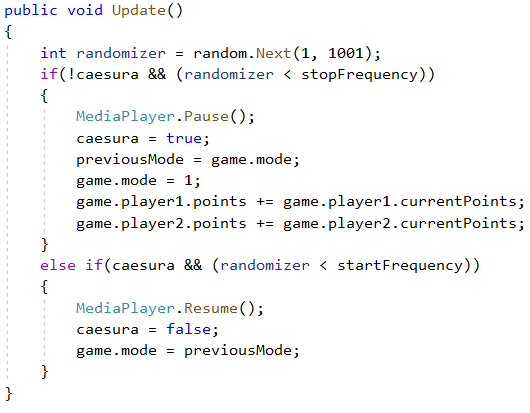 public void Update()
{
int randomizer = random.Next(1, 1001);
if(!caesura && (randomizer < stopFrequency))
{
MediaPlayer.Pause();
caesura = true;
previousMode = game.mode;
game.mode = 1;
game.player1.points += game.player1.currentPoints;
game.player2.points += game.player2.currentPoints;
}
else if(caesura && (randomizer < startFrequency))
{
MediaPlayer.Resume();
caesura = false;
game.mode = previousMode;
}
}